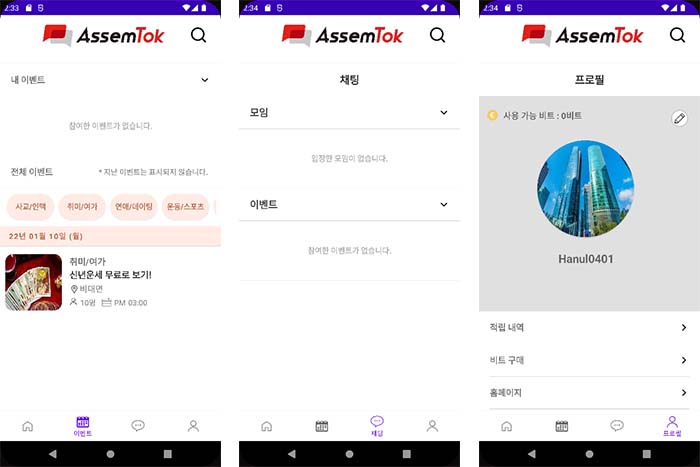 2:33
AssemTok
내 이벤트
참여한 이벤트가 없습니다.
전체 이벤트
* 지난 이벤트는 표시되지 않습니다.
사교/인맥
취미/여가
연애/데이팅
운동/스포츠
22년 01월 10일 (월)
취미/여가
신년운세 무료로 보기!
비대면
10명
PM 03:00
이벤트
2:34
AssemTok
채팅
모임
입장한 모임이 없습니다.
이벤트
참여한 이벤트가 없습니다.
채팅
2:34
AssemTok
프로필
사용 가능 비트 : 0비트
Hanul0401
적립 내역
비트 구매
홈페이지
프로필